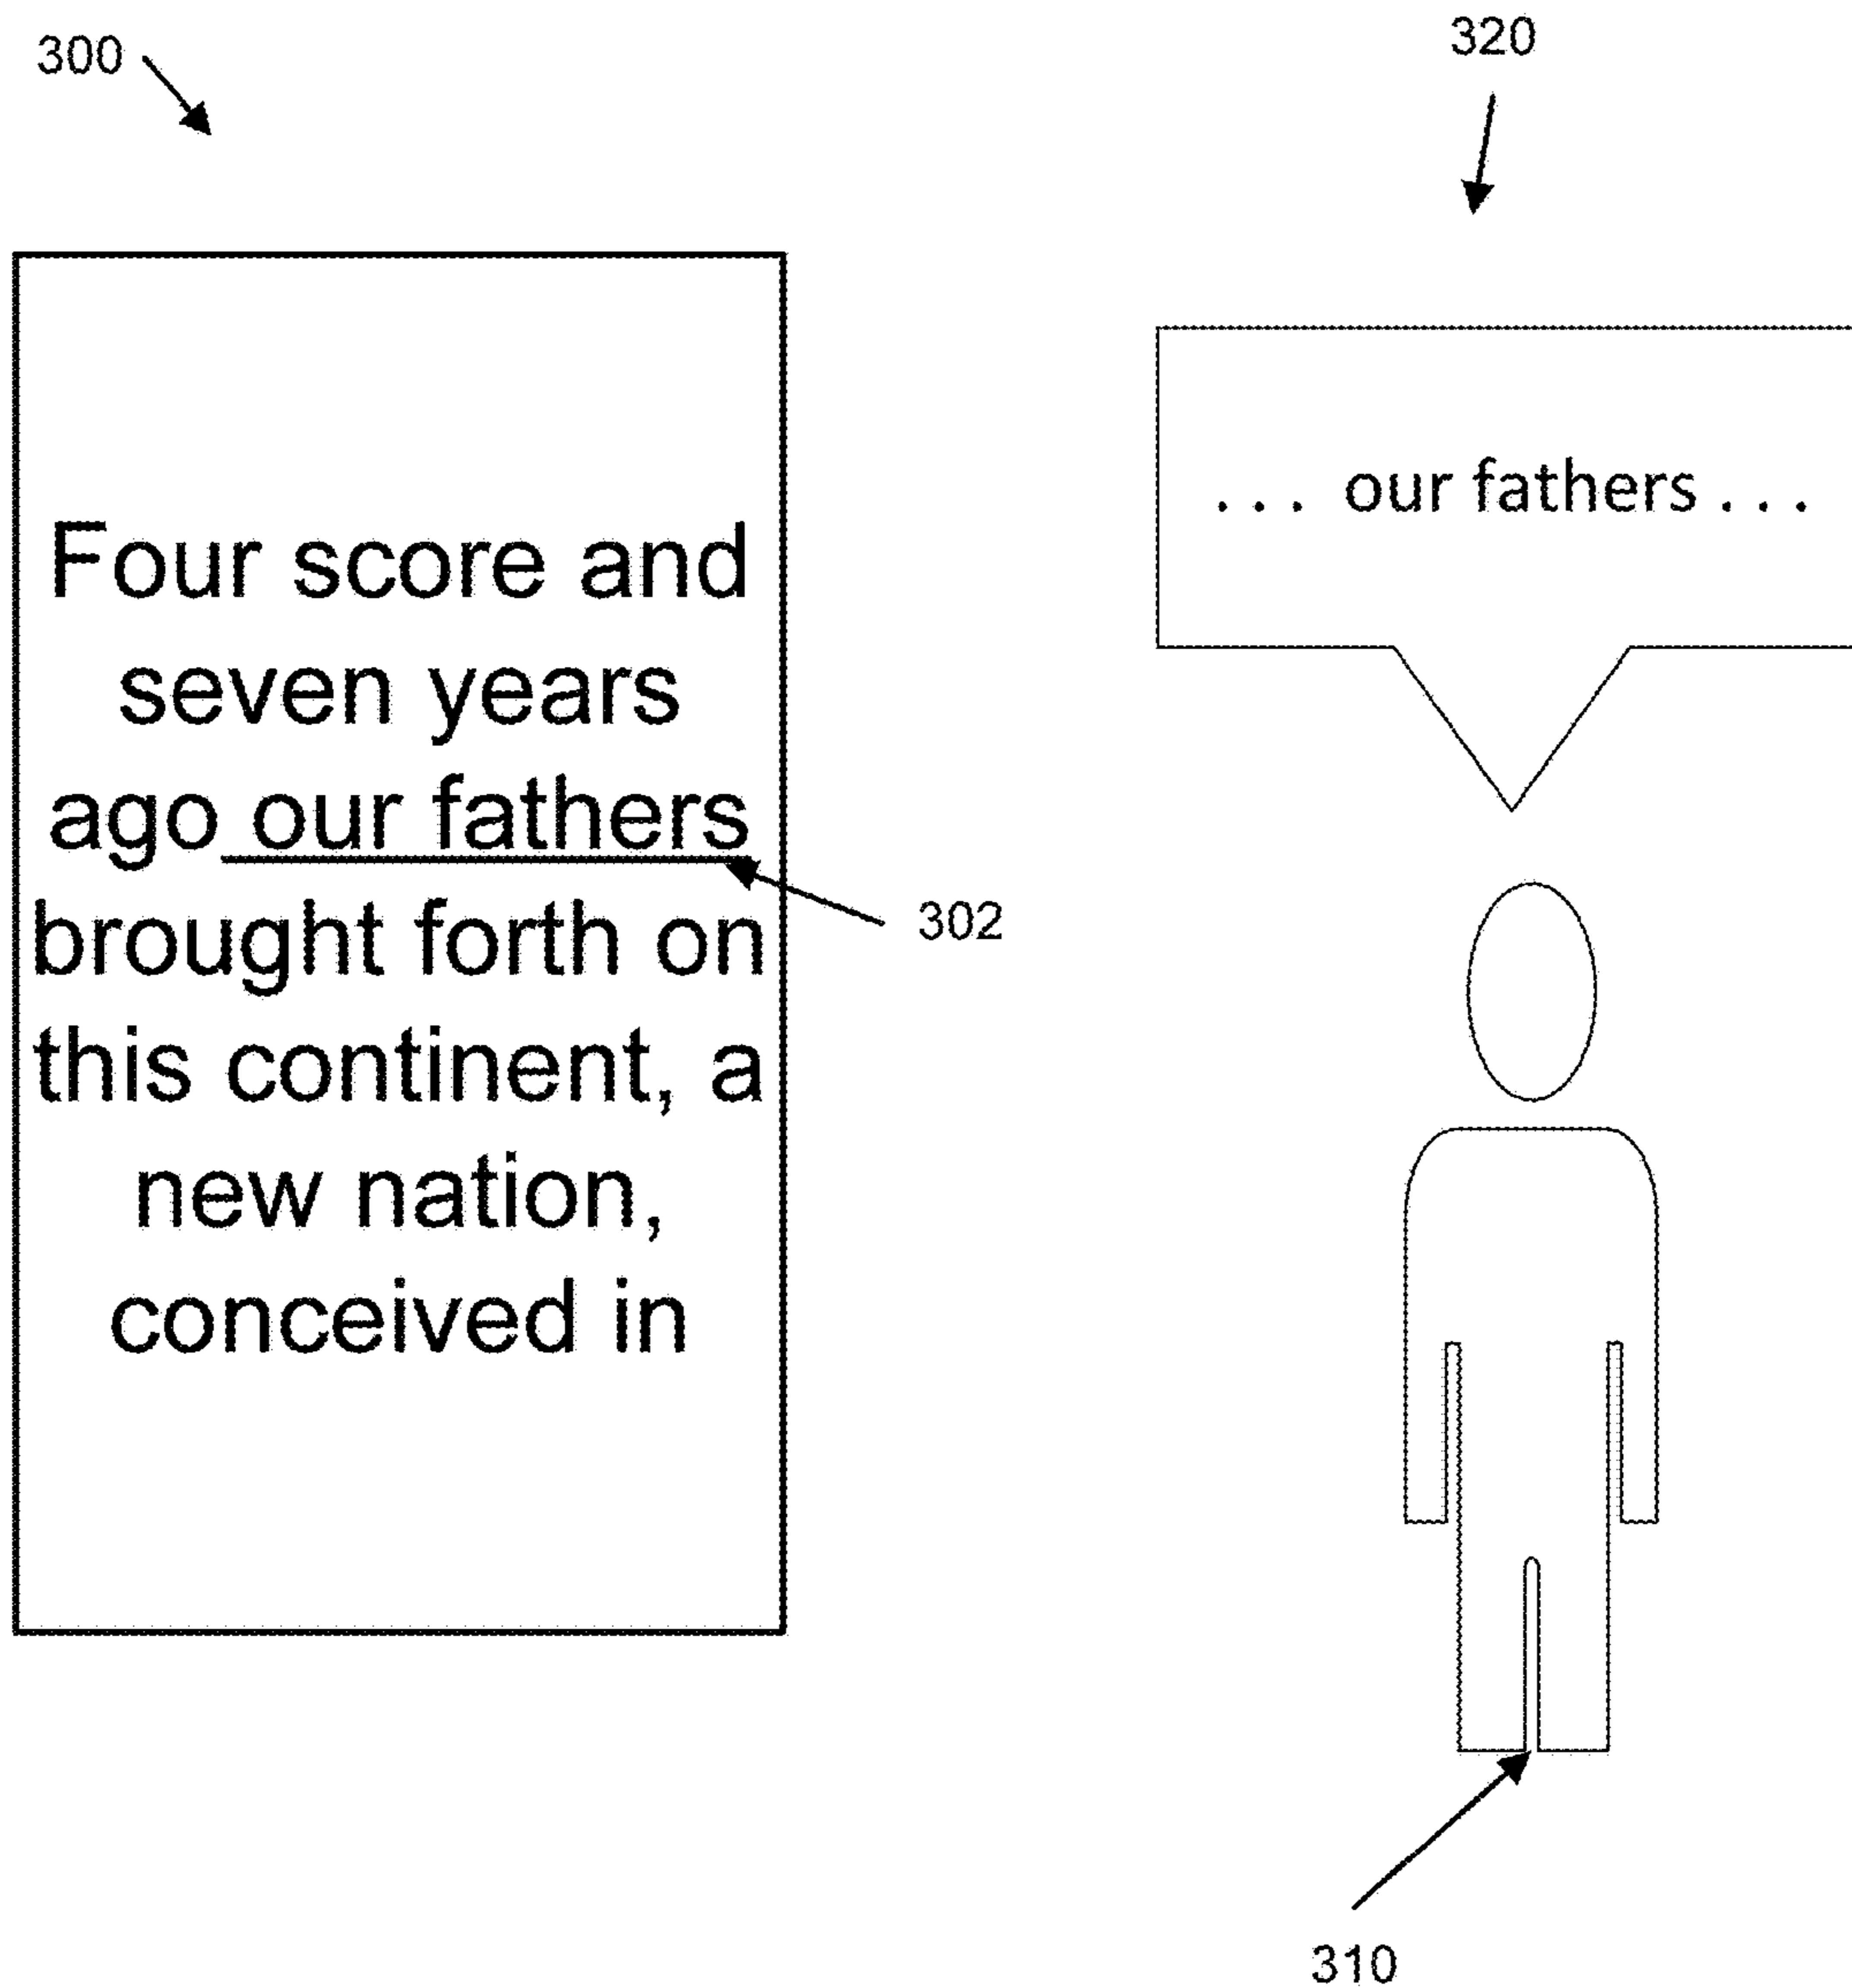 300
320
Four score and
seven years
ago our fathers
brought forth on
this continent, a
new nation,
conceived in
302
... our fathers ...
310